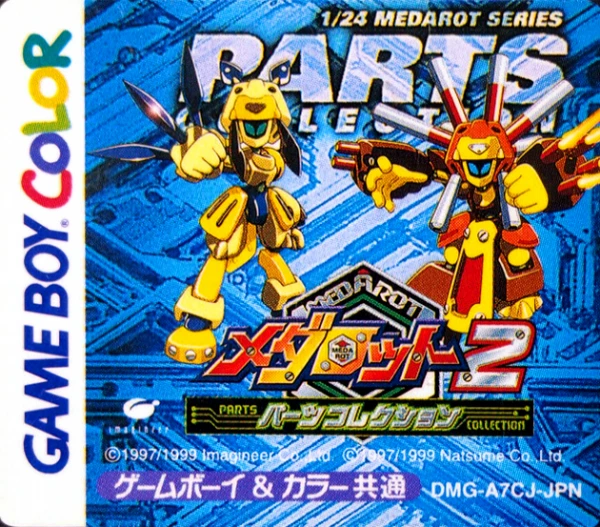 GAME BOY COLOR
1/24 MEDAROT SERIES
PARTS
COLLECTION
MEDAROT
メダロット2
MEDA
ROT
PARTS
パーツコレクション
COLLECTION
imagineer
©1997/1999 Imagineer Co.,Ltd. ©1997/1999 Natsume Co., Ltd.
ゲームボーイ & カラー共通
DMG-A7CJ-JPN